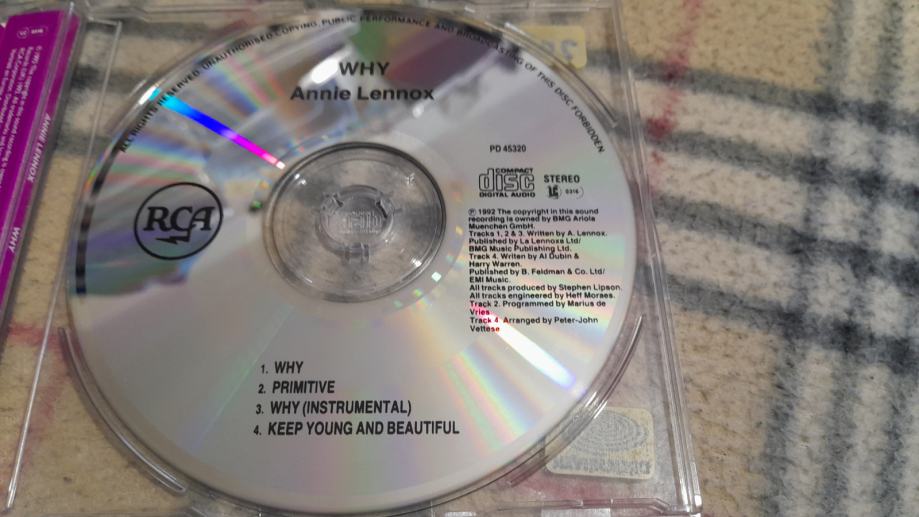 ALL RIGHTS RESERVED. UNAUTHORISED COPYING, PUBLIC PERFORMANCE AND BROADCASTING OF THIS DISC FORBIDDEN.
WHY
Annie Lennox
PD 45320
COMPACT
disc
DIGITAL AUDIO
STEREO
0316
RCA
℗ 1992 The copyright in this sound
recording is owned by BMG Ariola
Muenchen GmbH.
Tracks 1, 2 & 3. Written by A. Lennox.
Published by La Lennoxa Ltd/
BMG Music Publishing Ltd.
Track 4. Writen by Al Dubin &
Harry Warren.
Published by B. Feldman & Co. Ltd/
EMI Music.
All tracks produced by Stephen Lipson.
All tracks engineered by Heff Moraes.
Track 2. Programmed by Marius de
Vries.
Track 4. Arranged by Peter-John
Vettese.
1. WHY
2. PRIMITIVE
3. WHY (INSTRUMENTAL)
4. KEEP YOUNG AND BEAUTIFUL
ANNIE LENNOX
WHY